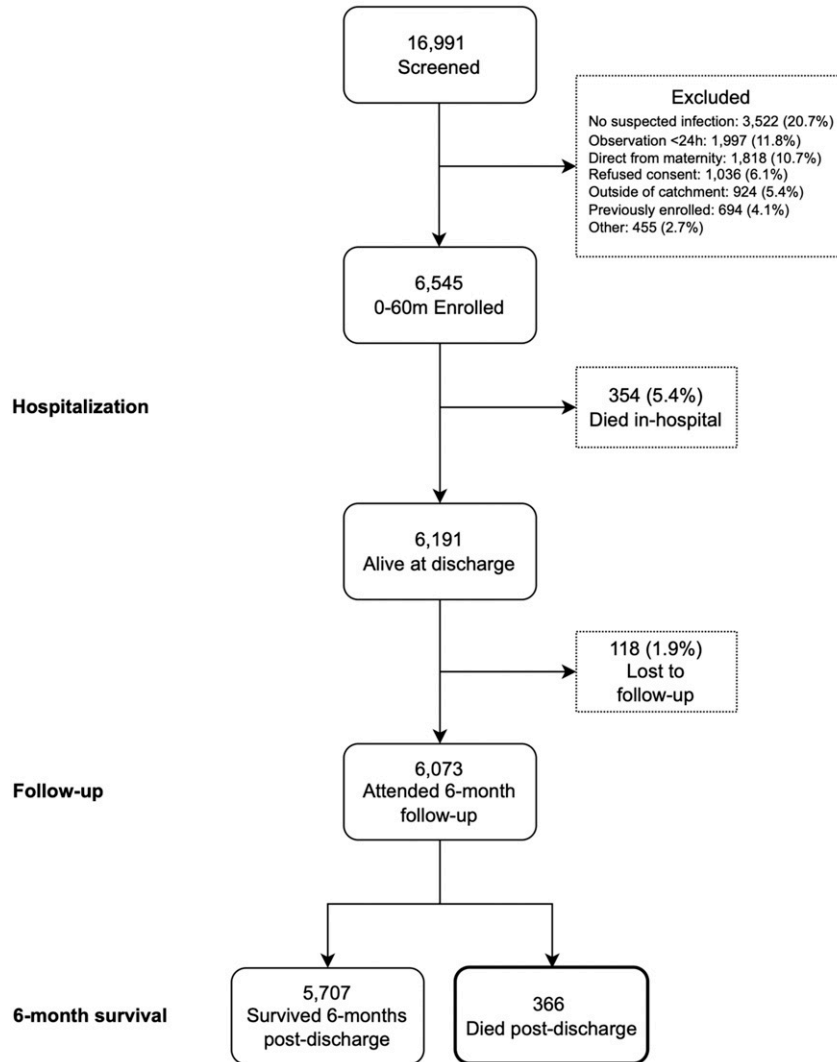 16,991
Screened
Excluded
No suspected infection: 3,522 (20.7%)
Observation <24h: 1,997 (11.8%)
Direct from maternity: 1,818 (10.7%)
Refused consent: 1,036 (6.1%)
Outside of catchment: 924 (5.4%)
Previously enrolled: 694 (4.1%)
Other: 455 (2.7%)
6,545
0-60m Enrolled
Hospitalization
354 (5.4%)
Died in-hospital
6,191
Alive at discharge
118 (1.9%)
Lost to
follow-up
Follow-up
6,073
Attended 6-month
follow-up
6-month survival
5,707
Survived 6-months
post-discharge
366
Died post-discharge